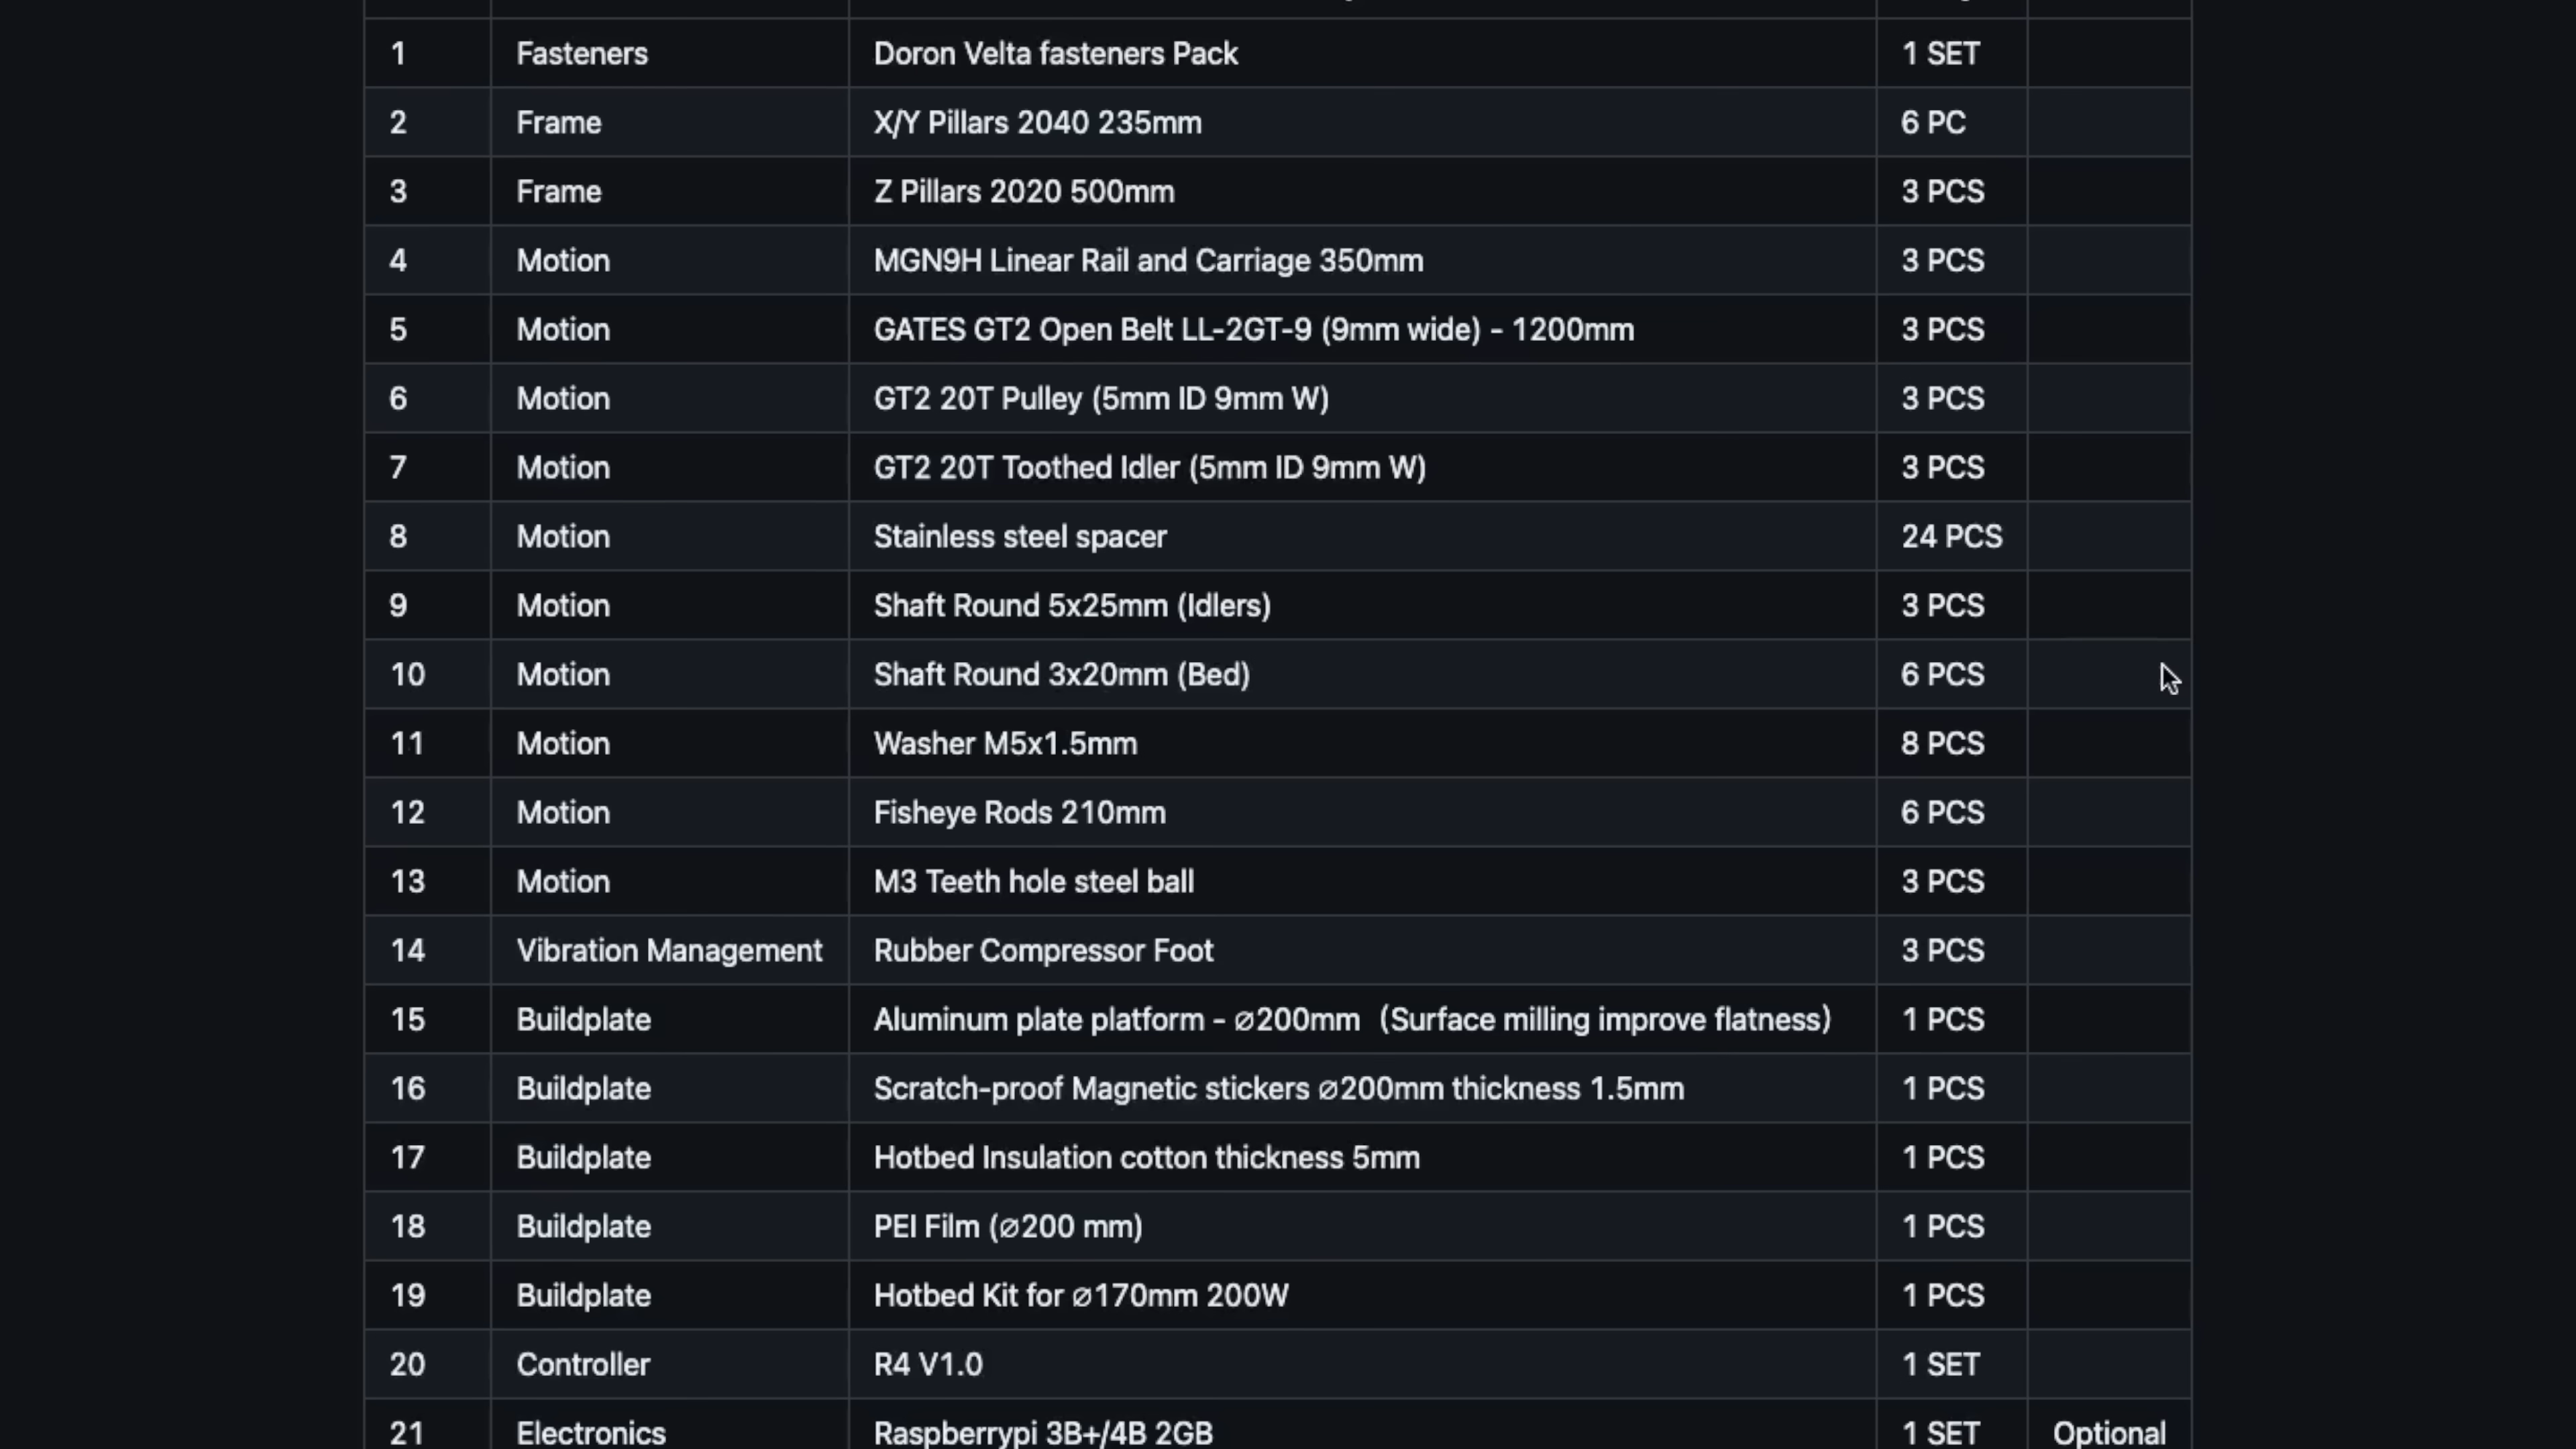 1 Fasteners Doron Velta fasteners Pack 1 SET
2 Frame X/Y Pillars 2040 235mm 6 PC
3 Frame Z Pillars 2020 500mm 3 PCS
4 Motion MGN9H Linear Rail and Carriage 350mm 3 PCS
5 Motion GATES GT2 Open Belt LL-2GT-9 (9mm wide) - 1200mm 3 PCS
6 Motion GT2 20T Pulley (5mm ID 9mm W) 3 PCS
7 Motion GT2 20T Toothed Idler (5mm ID 9mm W) 3 PCS
8 Motion Stainless steel spacer 24 PCS
9 Motion Shaft Round 5x25mm (Idlers) 3 PCS
10 Motion Shaft Round 3x20mm (Bed) 6 PCS
11 Motion Washer M5x1.5mm 8 PCS
12 Motion Fisheye Rods 210mm 6 PCS
13 Motion M3 Teeth hole steel ball 3 PCS
14 Vibration Management Rubber Compressor Foot 3 PCS
15 Buildplate Aluminum plate platform - ⌀200mm (Surface milling improve flatness) 1 PCS
16 Buildplate Scratch-proof Magnetic stickers ⌀200mm thickness 1.5mm 1 PCS
17 Buildplate Hotbed Insulation cotton thickness 5mm 1 PCS
18 Buildplate PEI Film (⌀200 mm) 1 PCS
19 Buildplate Hotbed Kit for ⌀170mm 200W 1 PCS
20 Controller R4 V1.0 1 SET
21 Electronics Raspberrypi 3B+/4B 2GB 1 SET Optional